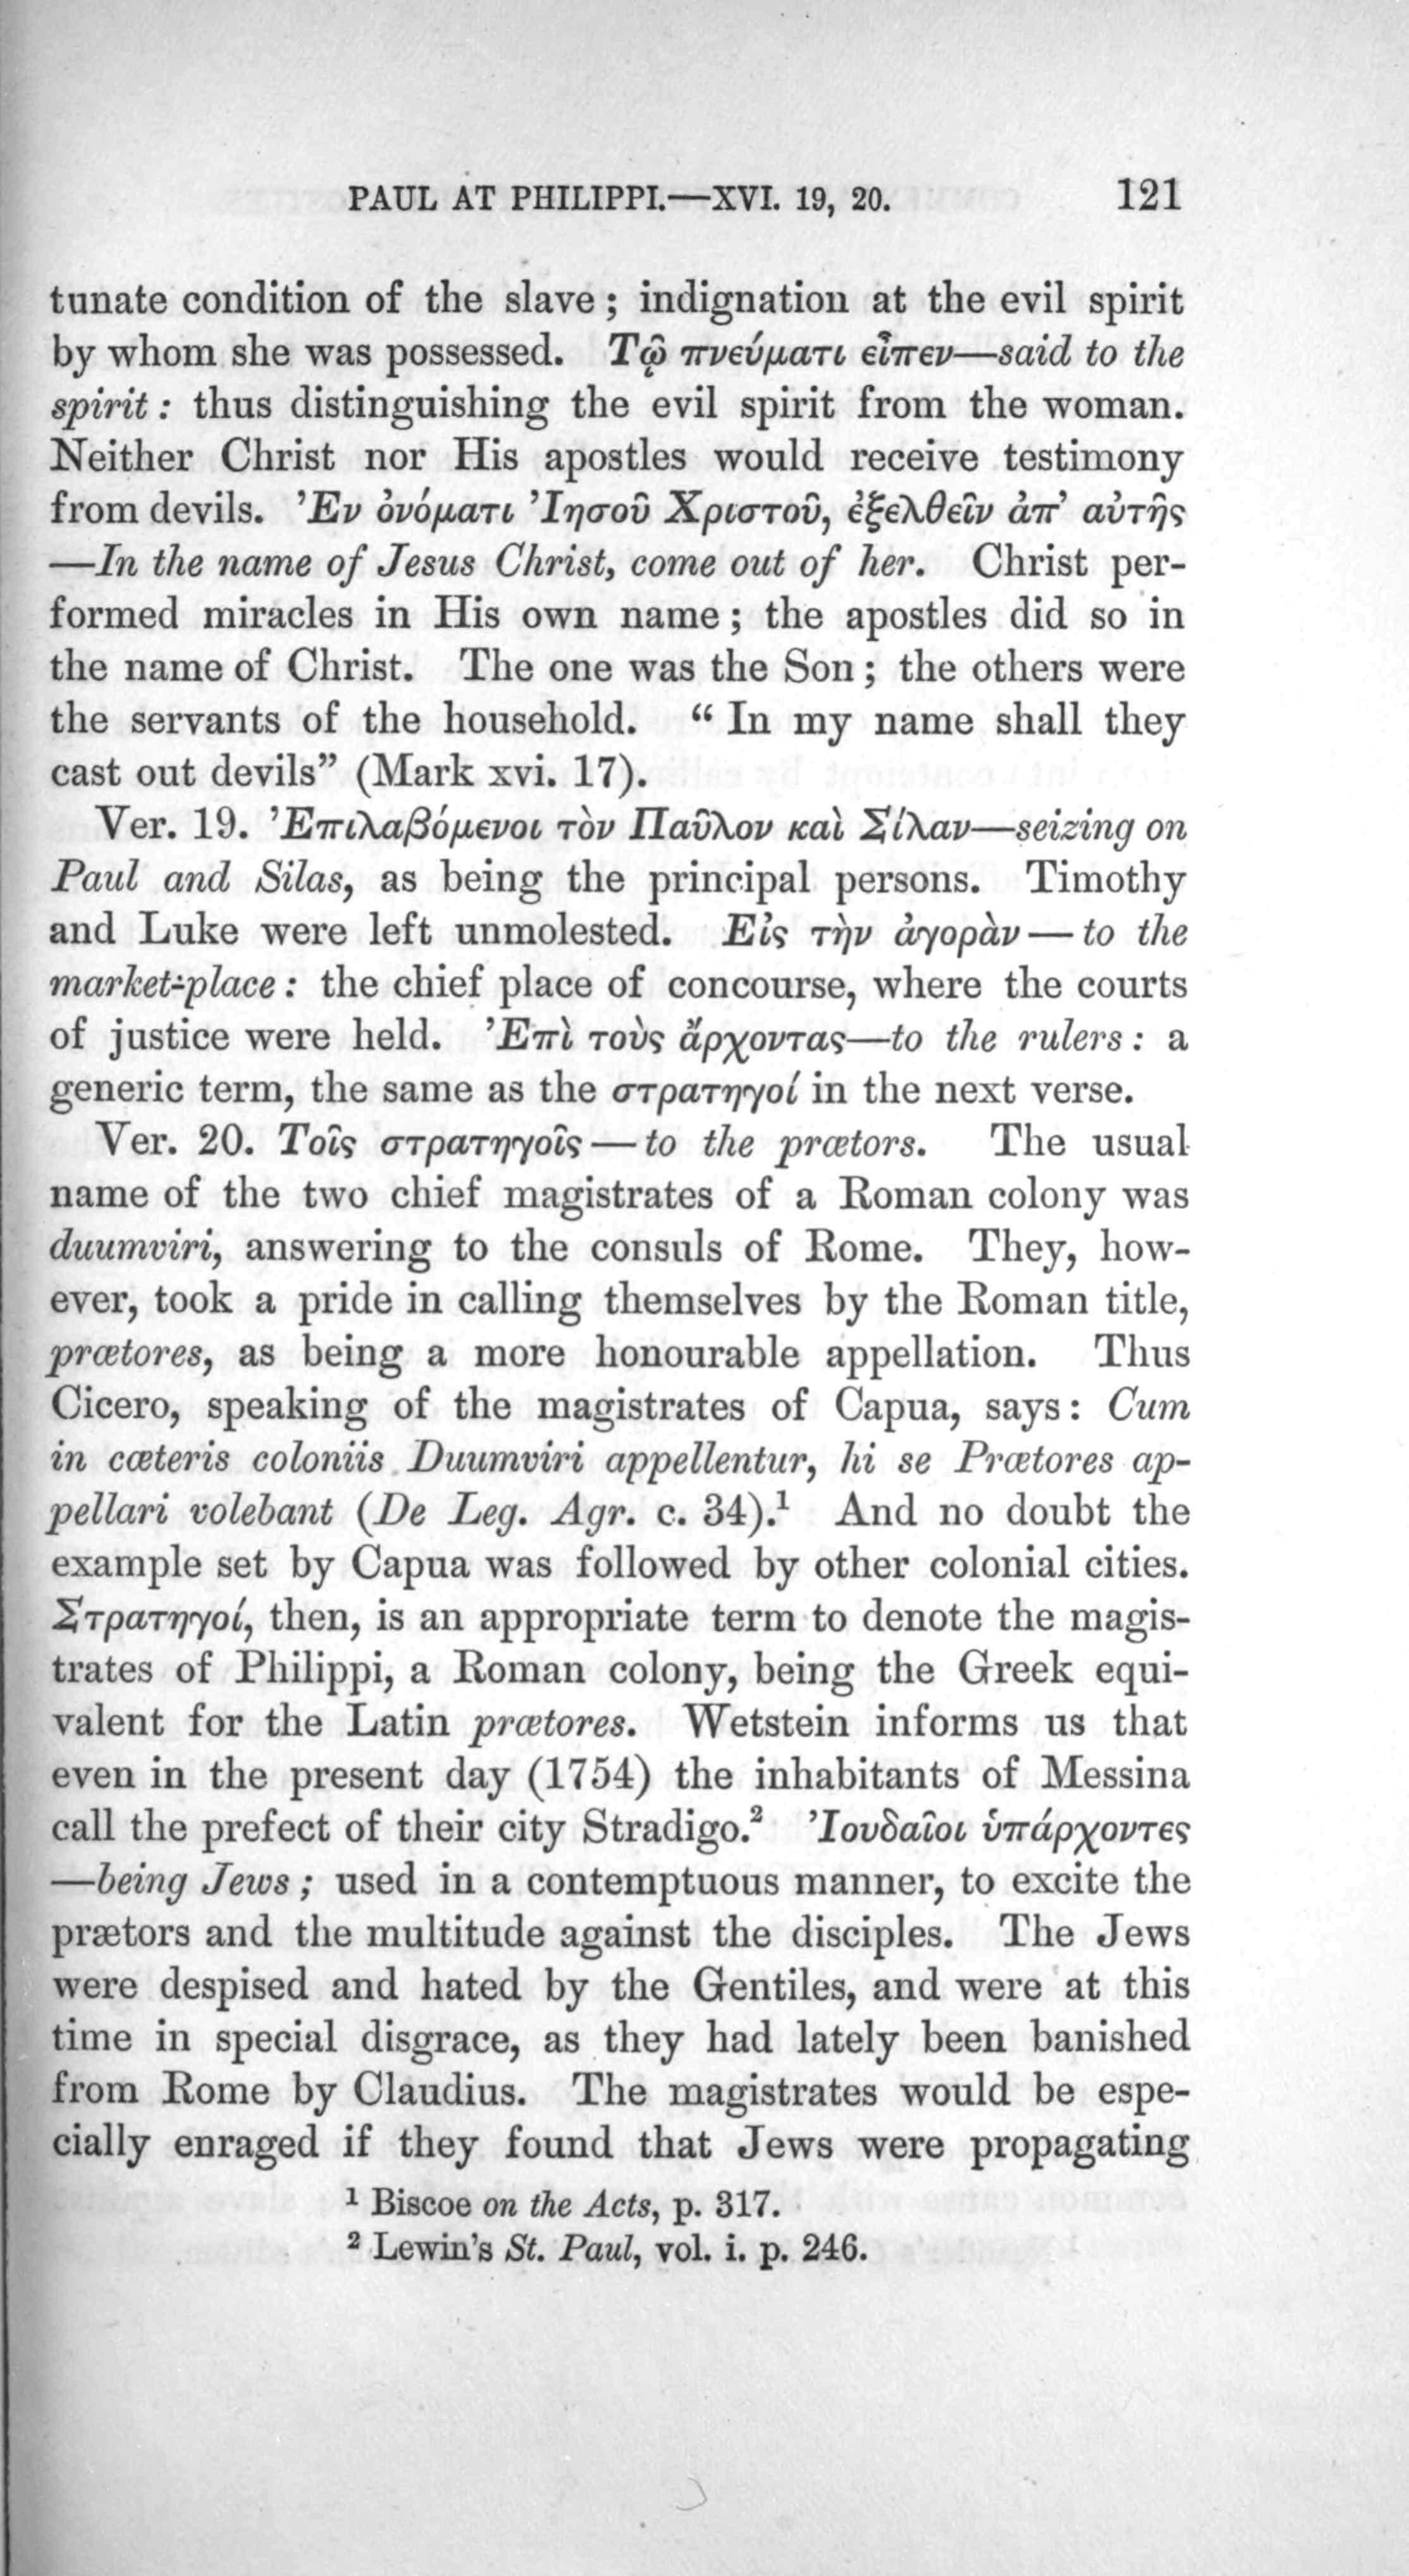 PAUL AT PHILIPPI.—XVI. 19, 20. 121
tunate condition of the slave; indignation at the evil spirit
by whom she was possessed. Τῷ πνεύματι εἶπεν—said to the
spirit: thus distinguishing the evil spirit from the woman.
Neither Christ nor His apostles would receive testimony
from devils. Ἐν ὀνόματι Ἰησοῦ Χριστοῦ, ἐξελθεῖν ἀπ’ αὐτῆς
—In the name of Jesus Christ, come out of her. Christ per-
formed miracles in His own name; the apostles did so in
the name of Christ. The one was the Son; the others were
the servants of the household. “In my name shall they
cast out devils” (Mark xvi. 17).
Ver. 19. Ἐπιλαβόμενοι τὸν Παῦλον καὶ Σίλαν—seizing on
Paul and Silas, as being the principal persons. Timothy
and Luke were left unmolested. Εἰς τὴν ἀγορὰν—to the
market-place: the chief place of concourse, where the courts
of justice were held. Ἐπὶ τοὺς ἄρχοντας—to the rulers: a
generic term, the same as the στρατηγοί in the next verse.
Ver. 20. Τοῖς στρατηγοῖς—to the prætors. The usual
name of the two chief magistrates of a Roman colony was
duumviri, answering to the consuls of Rome. They, how-
ever, took a pride in calling themselves by the Roman title,
prætores, as being a more honourable appellation. Thus
Cicero, speaking of the magistrates of Capua, says: Cum
in cæteris coloniis Duumviri appellentur, hi se Prætores ap-
pellari volebant (De Leg. Agr. c. 34).¹ And no doubt the
example set by Capua was followed by other colonial cities.
Στρατηγοί, then, is an appropriate term to denote the magis-
trates of Philippi, a Roman colony, being the Greek equi-
valent for the Latin prætores. Wetstein informs us that
even in the present day (1754) the inhabitants of Messina
call the prefect of their city Stradigo.² Ἰουδαῖοι ὑπάρχοντες
—being Jews; used in a contemptuous manner, to excite the
prætors and the multitude against the disciples. The Jews
were despised and hated by the Gentiles, and were at this
time in special disgrace, as they had lately been banished
from Rome by Claudius. The magistrates would be espe-
cially enraged if they found that Jews were propagating
¹ Biscoe on the Acts, p. 317.
² Lewin’s St. Paul, vol. i. p. 246.